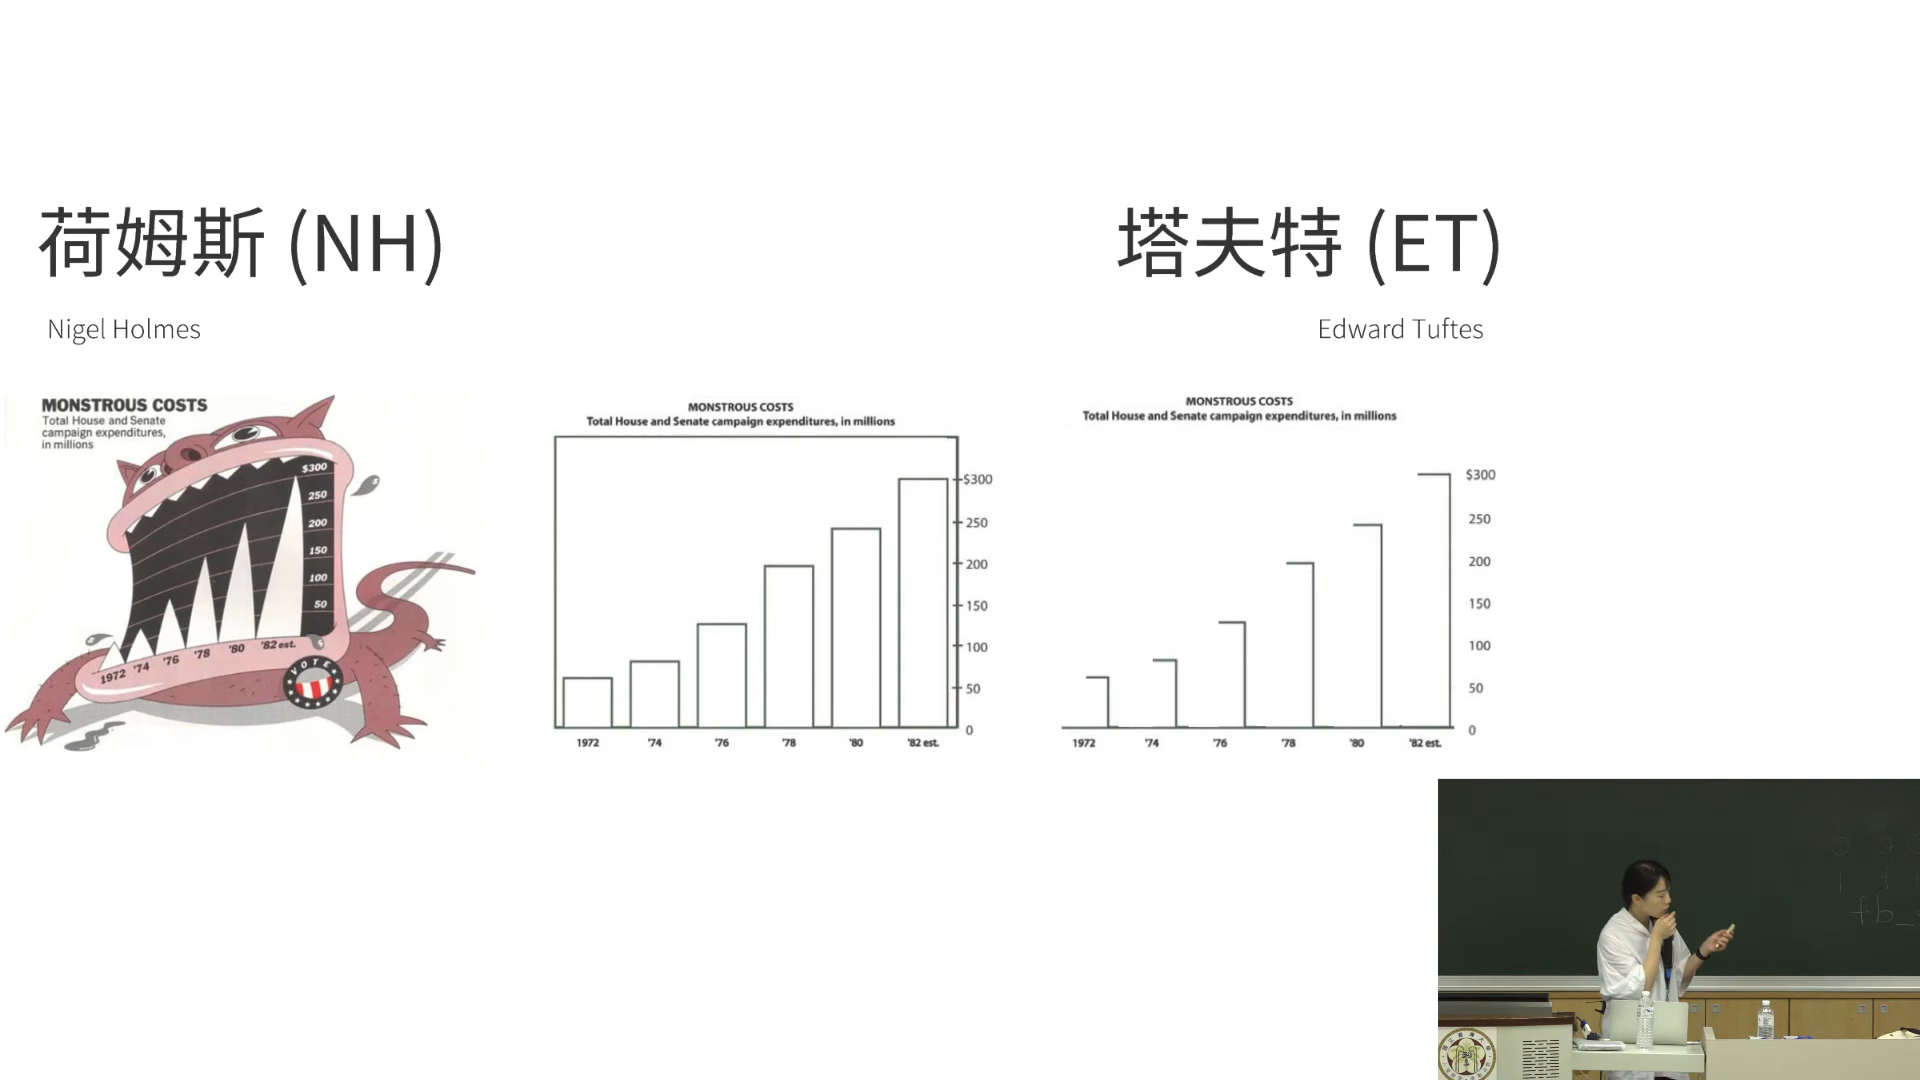 荷姆斯 (NH)
Nigel Holmes
塔夫特 (ET)
Edward Tuftes
MONSTROUS COSTS
Total House and Senate
campaign expenditures,
in millions
$300
250
200
150
100
50
1972 '74 '76 '78 '80 '82 est.
VOTE
MONSTROUS COSTS
Total House and Senate campaign expenditures, in millions
$300
250
200
150
100
50
0
1972 '74 '76 '78 '80 '82 est.
MONSTROUS COSTS
Total House and Senate campaign expenditures, in millions
$300
250
200
150
100
50
0
1972 '74 '76 '78 '80 '82 est.
fb_